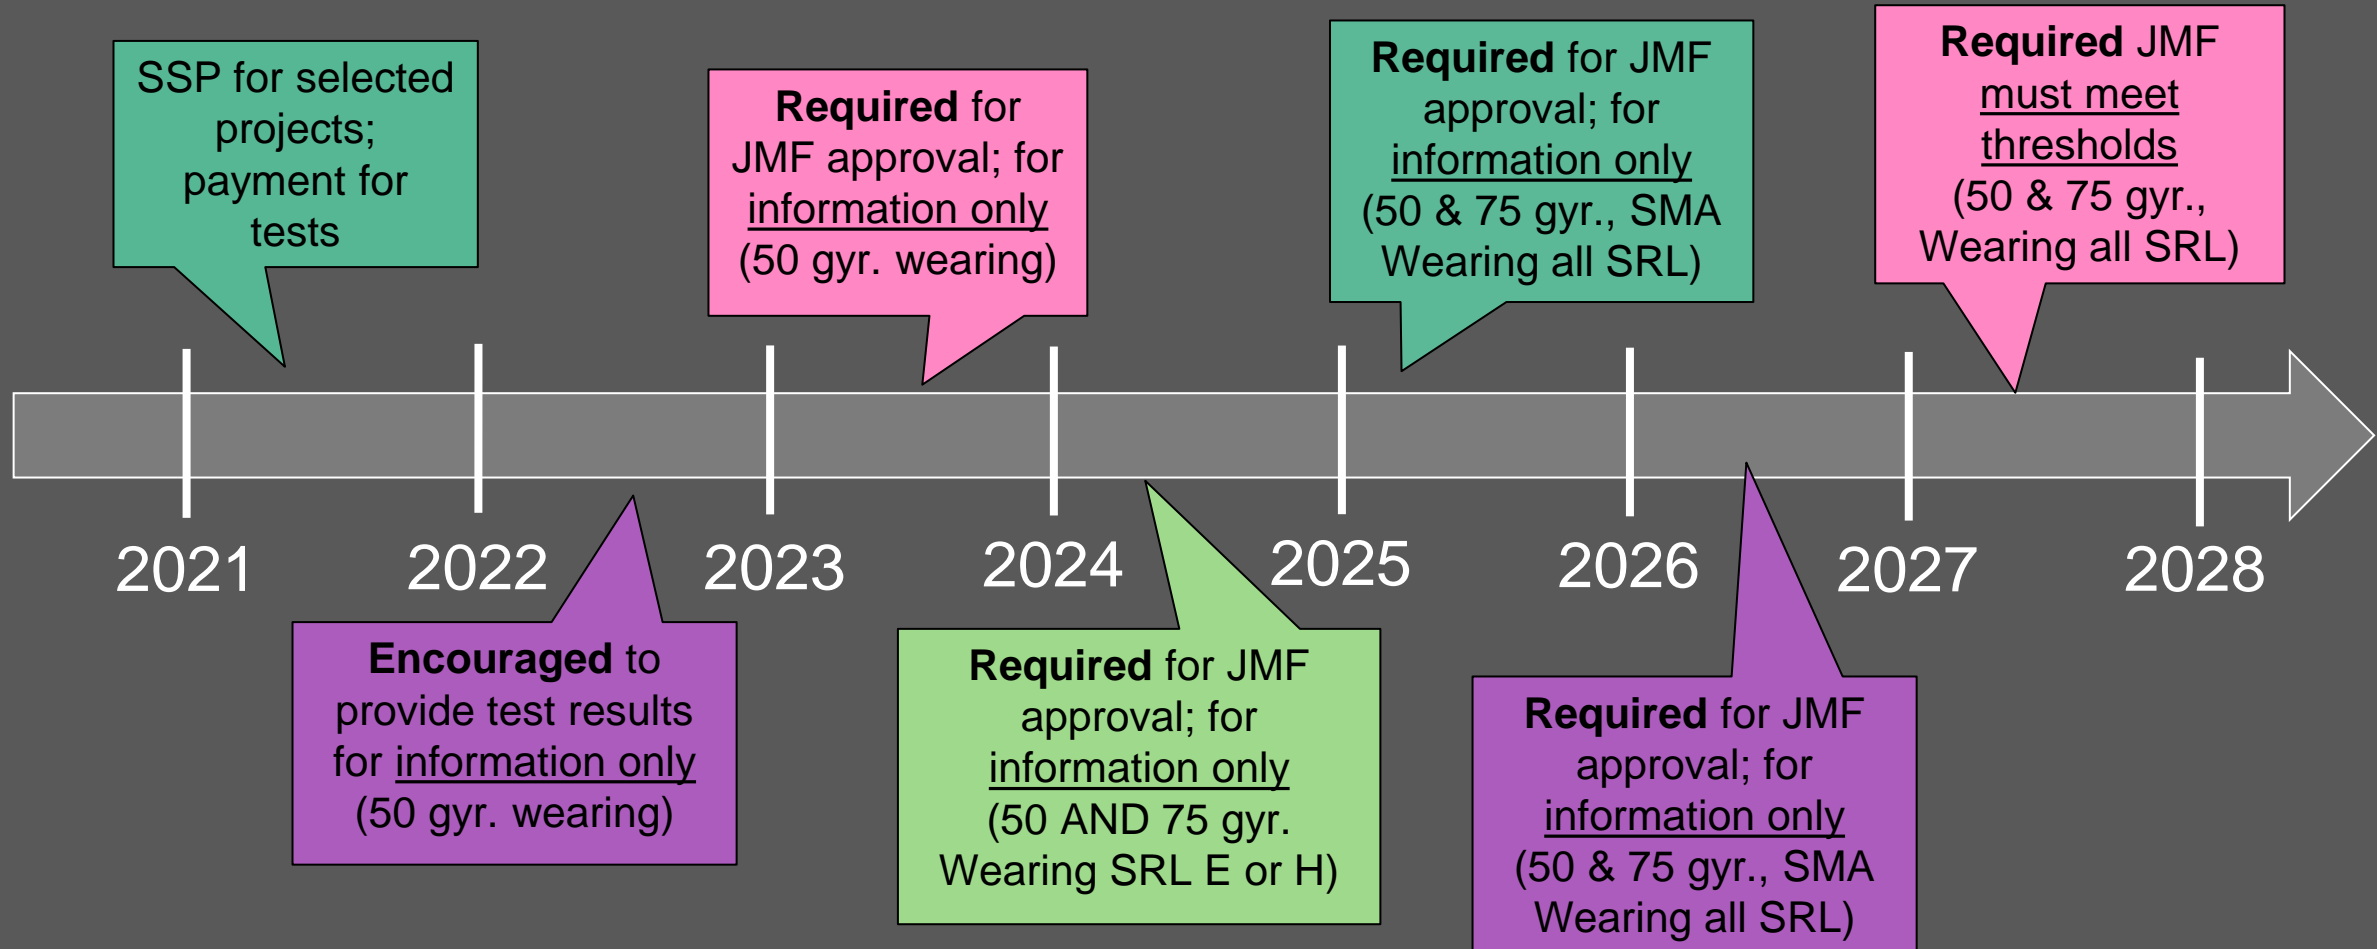 SSP for selected
projects;
payment for
tests
Required for
JMF approval; for
information only
(50 gyr. wearing)
Required for JMF
approval; for
information only
(50 & 75 gyr., SMA
Wearing all SRL)
Required JMF
must meet
thresholds
(50 & 75 gyr.,
Wearing all SRL)
2021
2022
2023
2024
2025
2026
2027
2028
Encouraged to
provide test results
for information only
(50 gyr. wearing)
Required for JMF
approval; for
information only
(50 AND 75 gyr.
Wearing SRL E or H)
Required for JMF
approval; for
information only
(50 & 75 gyr., SMA
Wearing all SRL)